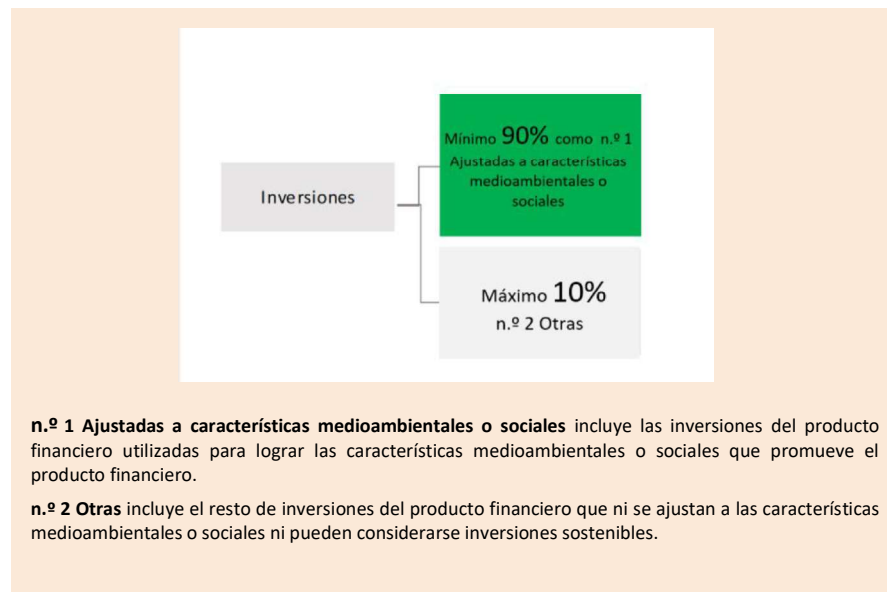 Inversiones
Mínimo 90% como n.º 1
Ajustadas a características
medioambientales o
sociales
Máximo 10%
n.º 2 Otras
n.º 1 Ajustadas a características medioambientales o sociales incluye las inversiones del producto
financiero utilizadas para lograr las características medioambientales o sociales que promueve el
producto financiero.
n.º 2 Otras incluye el resto de inversiones del producto financiero que ni se ajustan a las características
medioambientales o sociales ni pueden considerarse inversiones sostenibles.